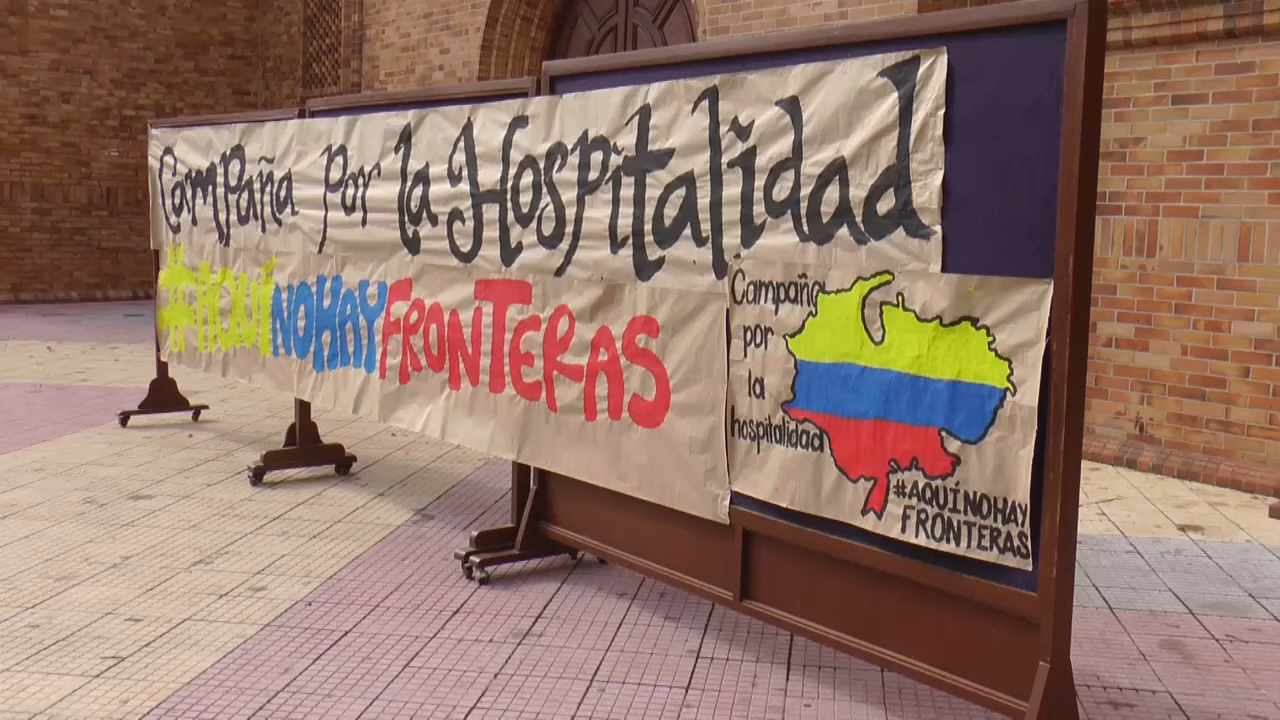 Campaña por la Hospitalidad
#AQUÍNOHAYFRONTERAS
Campaña
por
la
hospitalidad
#AQUÍNOHAY
FRONTERAS